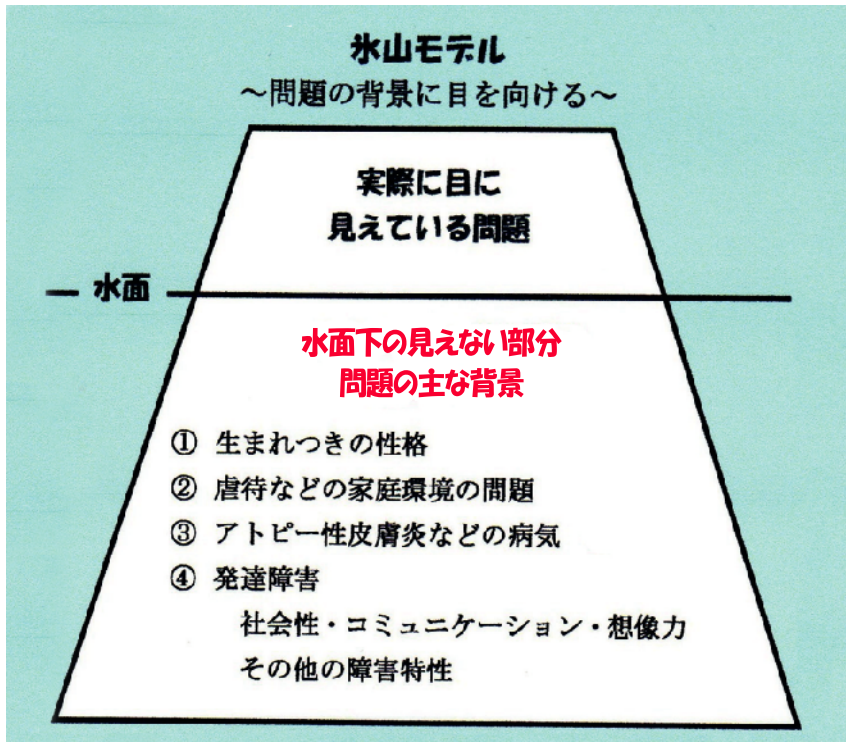 氷山モデル
～問題の背景に目を向ける～
実際に目に
見えている問題
水面
水面下の見えない部分
問題の主な背景
① 生まれつきの性格
② 虐待などの家庭環境の問題
③ アトピー性皮膚炎などの病気
④ 発達障害
社会性・コミュニケーション・想像力
その他の障害特性